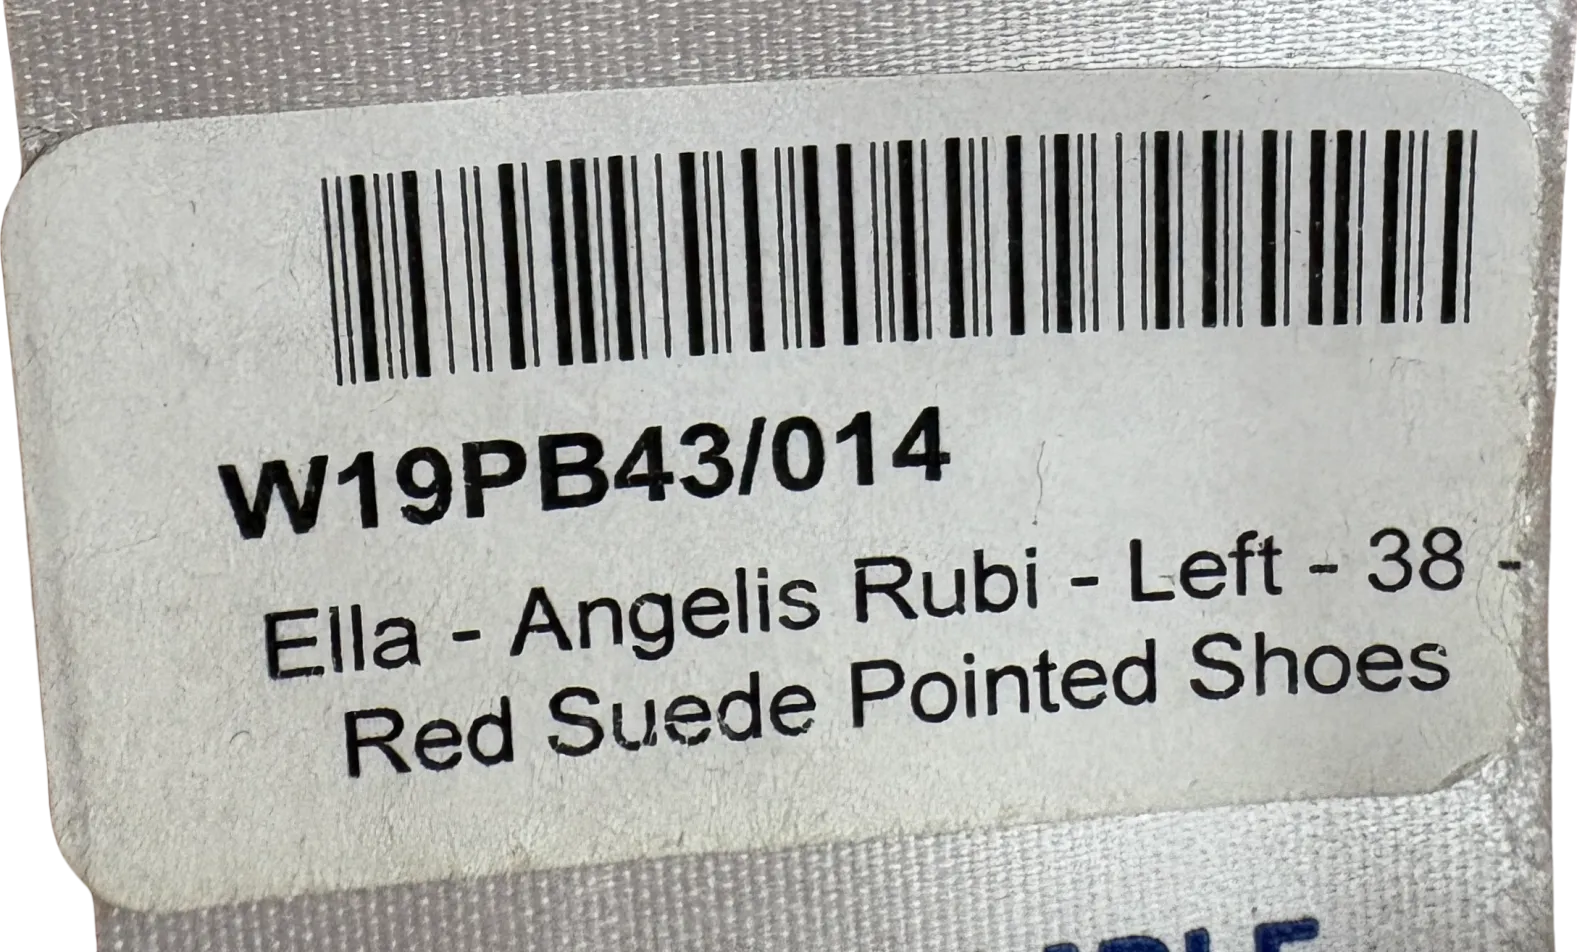 W19PB43/014
Ella - Angelis Rubi - Left - 38 -
Red Suede Pointed Shoes